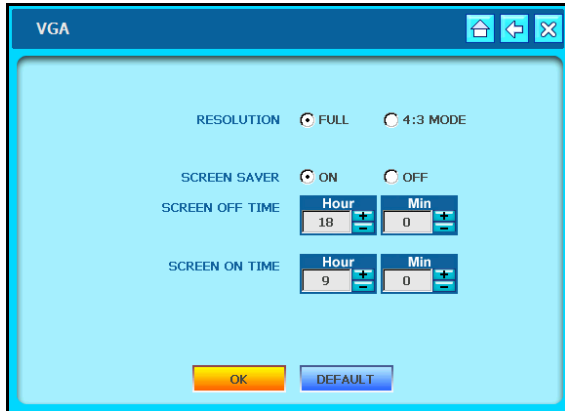 VGA
RESOLUTION FULL 4:3 MODE
SCREEN SAVER ON OFF
Hour Min
SCREEN OFF TIME 18 + - 0 + -
Hour Min
SCREEN ON TIME 9 + - 0 + -
OK DEFAULT